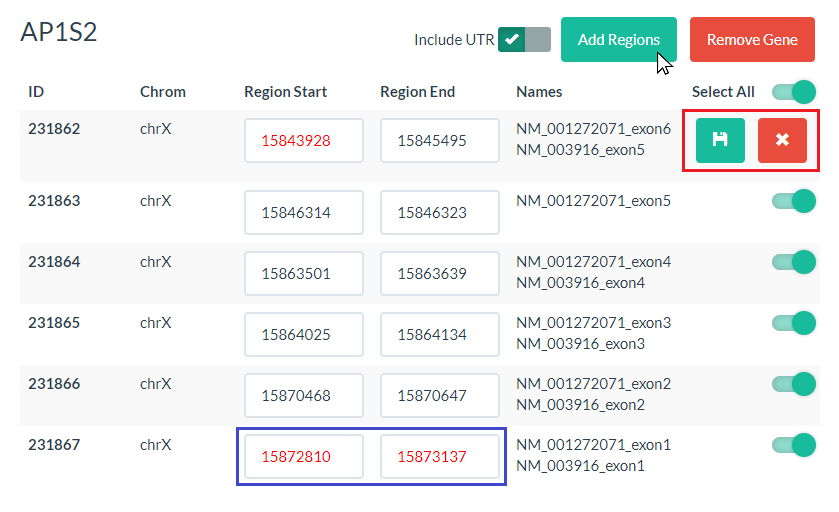 AP1S2
Include UTR Add Regions Remove Gene
ID Chrom Region Start Region End Names Select All
231862 chrX 15843928 15845495 NM_001272071_exon6
NM_003916_exon5
231863 chrX 15846314 15846323 NM_001272071_exon5
231864 chrX 15863501 15863639 NM_001272071_exon4
NM_003916_exon4
231865 chrX 15864025 15864134 NM_001272071_exon3
NM_003916_exon3
231866 chrX 15870468 15870647 NM_001272071_exon2
NM_003916_exon2
231867 chrX 15872810 15873137 NM_001272071_exon1
NM_003916_exon1